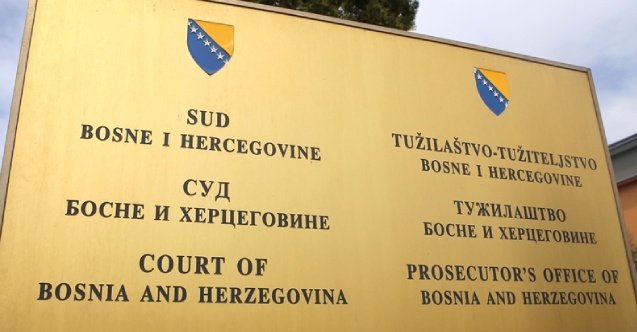 SUD
BOSNE I HERCEGOVINE
СУД
БОСНЕ И ХЕРЦЕГОВИНЕ
COURT OF
BOSNIA AND HERZEGOVINA
TUŽILAŠTVO-TUŽITELJSTVO
BOSNE I HERCEGOVINE
ТУЖИЛАШТВО
БОСНЕ И ХЕРЦЕГОВИНЕ
PROSECUTOR'S OFFICE OF
BOSNIA AND HERZEGOVINA